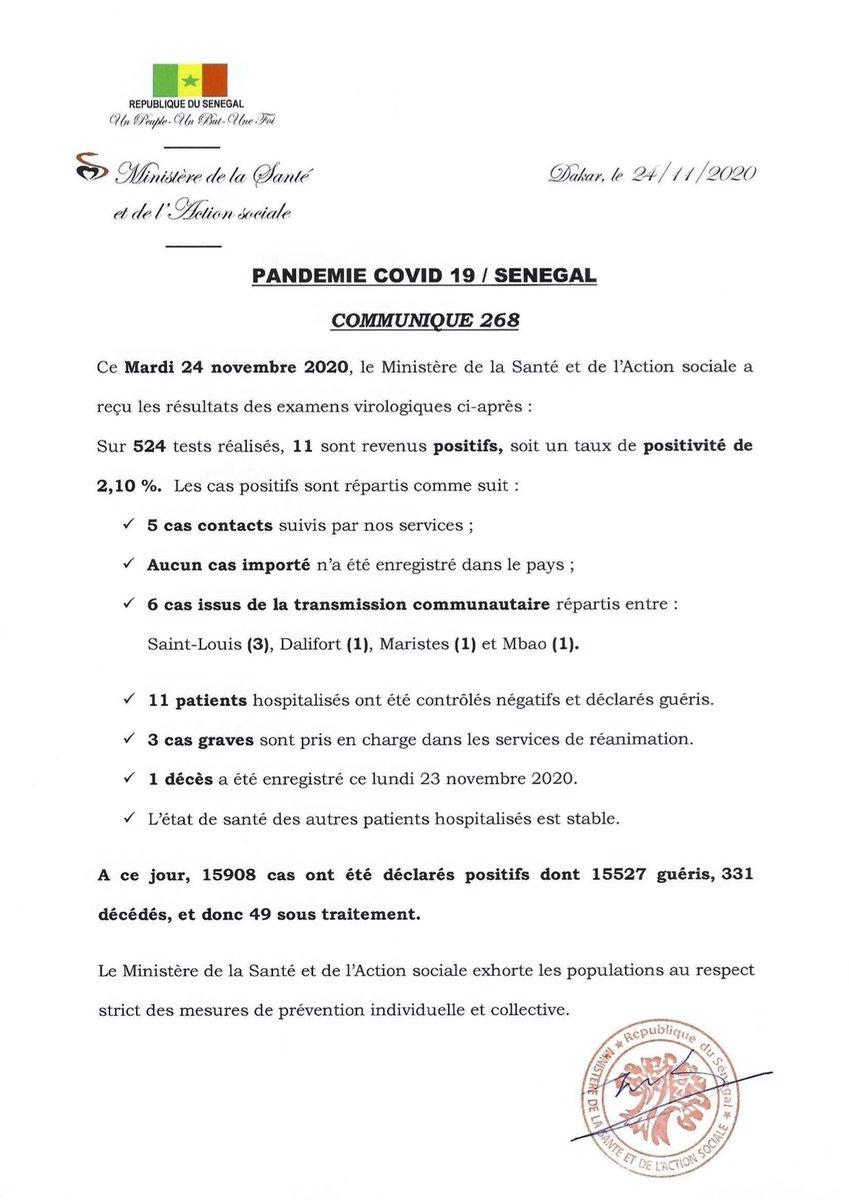 REPUBLIQUE DU SENEGAL
Un Peuple-Un But-Une Foi
Ministère de la Santé
et de l'Action sociale
Dakar, le 24/11/2020
PANDEMIE COVID 19 / SENEGAL
COMMUNIQUE 268
Ce Mardi 24 novembre 2020, le Ministère de la Santé et de l'Action sociale a
reçu les résultats des examens virologiques ci-après :
Sur 524 tests réalisés, 11 sont revenus positifs, soit un taux de positivité de
2,10 %. Les cas positifs sont répartis comme suit :
✓ 5 cas contacts suivis par nos services ;
✓ Aucun cas importé n'a été enregistré dans le pays ;
✓ 6 cas issus de la transmission communautaire répartis entre :
Saint-Louis (3), Dalifort (1), Maristes (1) et Mbao (1).
✓ 11 patients hospitalisés ont été contrôlés négatifs et déclarés guéris.
✓ 3 cas graves sont pris en charge dans les services de réanimation.
✓ 1 décès a été enregistré ce lundi 23 novembre 2020.
✓ L'état de santé des autres patients hospitalisés est stable.
A ce jour, 15908 cas ont été déclarés positifs dont 15527 guéris, 331
décédés, et donc 49 sous traitement.
Le Ministère de la Santé et de l'Action sociale exhorte les populations au respect
strict des mesures de prévention individuelle et collective.
★ République du Sénégal ★
MINISTERE DE LA SANTE ET DE L'ACTION SOCIALE